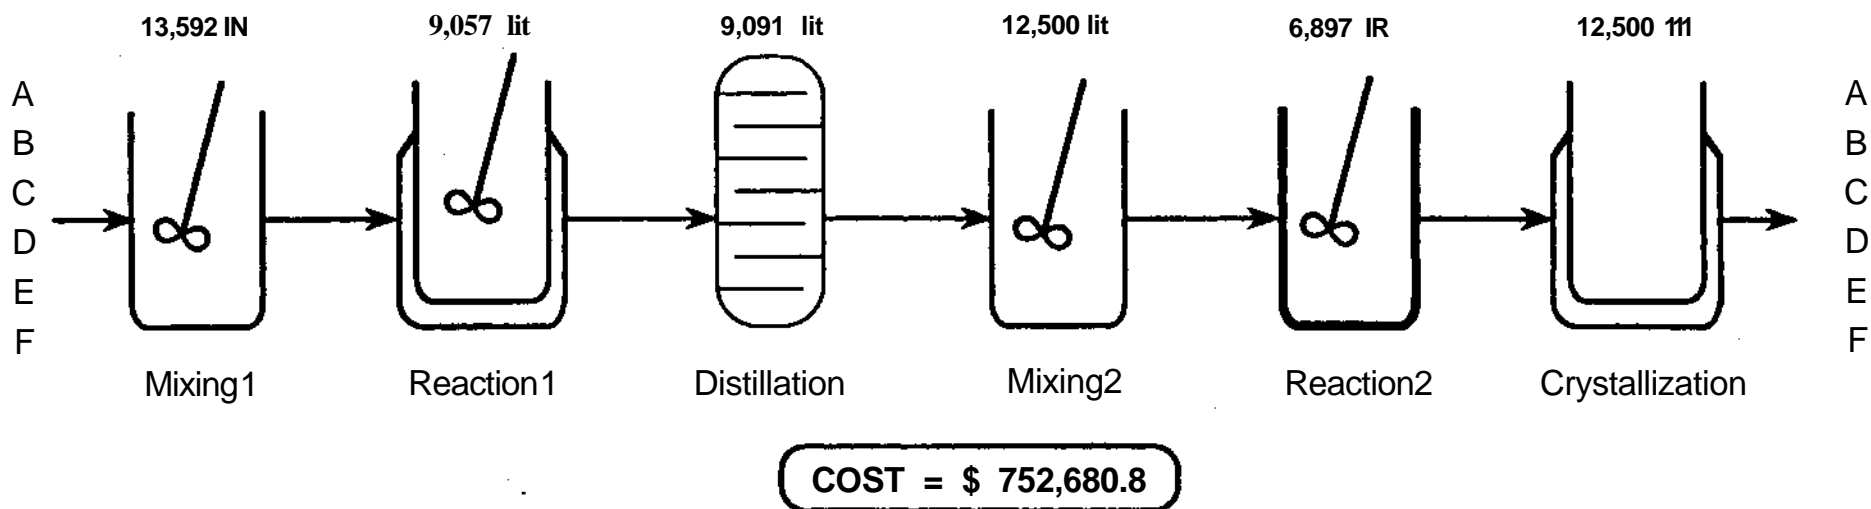 13,592 IN 9,057 lit 9,091 lit 12,500 lit 6,897 IR 12,500 111
A A
B B
C C
D D
E E
F F
Mixing1 Reaction1 Distillation Mixing2 Reaction2 Crystallization
COST = $ 752,680.8